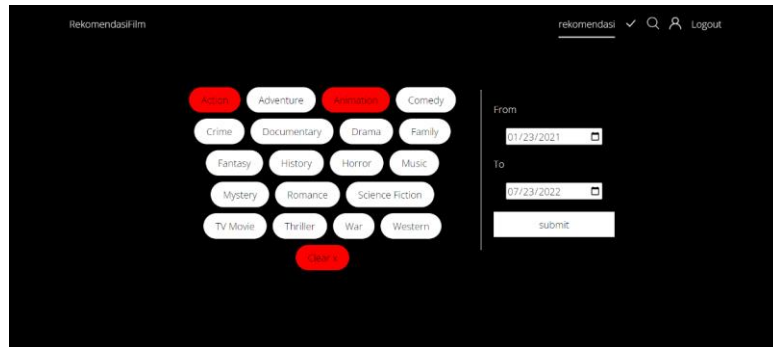 RekomendasiFilm
rekomendasi Logout
Action Adventure Animation Comedy
Crime Documentary Drama Family
Fantasy History Horror Music
Mystery Romance Science Fiction
TV Movie Thriller War Western
Clear x
From
01/23/2021
To
07/23/2022
submit